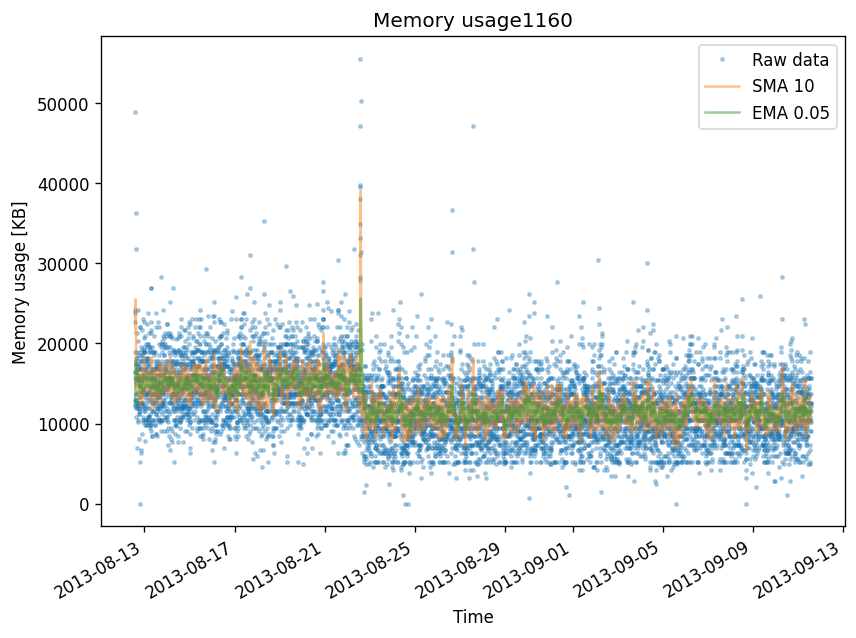 Memory usage1160
Raw data
SMA 10
EMA 0.05
Memory usage [KB]
50000
40000
30000
20000
10000
0
2013-08-13
2013-08-17
2013-08-21
2013-08-25
2013-08-29
2013-09-01
2013-09-05
2013-09-09
2013-09-13
Time